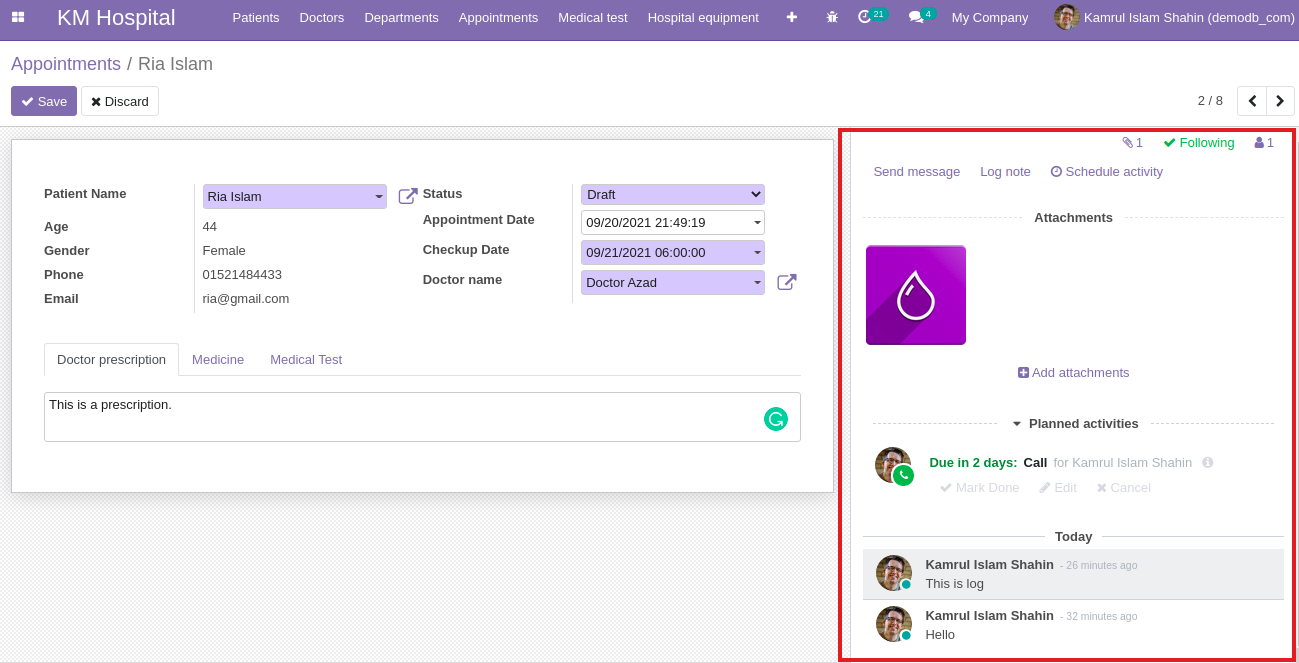 KM Hospital Patients Doctors Departments Appointments Medical test Hospital equipment 21 4 My Company Kamrul Islam Shahin (demodb_com)
Appointments / Ria Islam
Save Discard 2 / 8
1 Following 1
Send message Log note Schedule activity
Patient Name Ria Islam
Age 44
Gender Female
Phone 01521484433
Email ria@gmail.com
Status Draft
Appointment Date 09/20/2021 21:49:19
Checkup Date 09/21/2021 06:00:00
Doctor name Doctor Azad
Doctor prescription Medicine Medical Test
This is a prescription.
Attachments
Add attachments
Planned activities
Due in 2 days: Call for Kamrul Islam Shahin
Mark Done Edit Cancel
Today
Kamrul Islam Shahin - 26 minutes ago
This is log
Kamrul Islam Shahin - 32 minutes ago
Hello